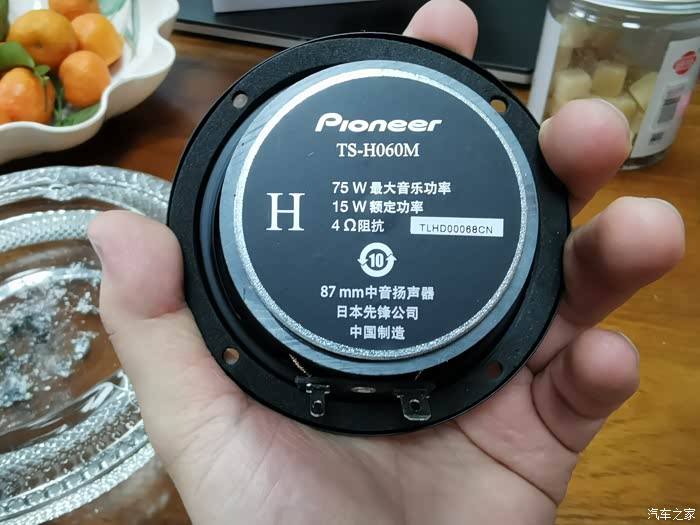 Pioneer
TS-H060M
H
75 W 最大音乐功率
15 W 额定功率
4 Ω 阻抗
TLHD00068CN
10
87 mm中音扬声器
日本先锋公司
中国制造
汽车之家